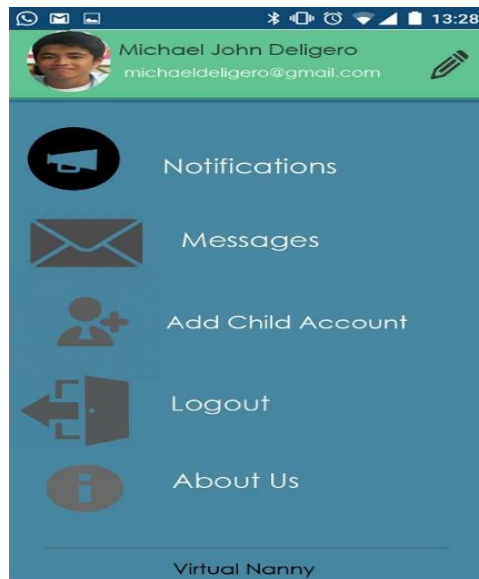 13:28
Michael John Deligero
michaeldeligero@gmail.com
Notifications
Messages
Add Child Account
Logout
About Us
Virtual Nanny